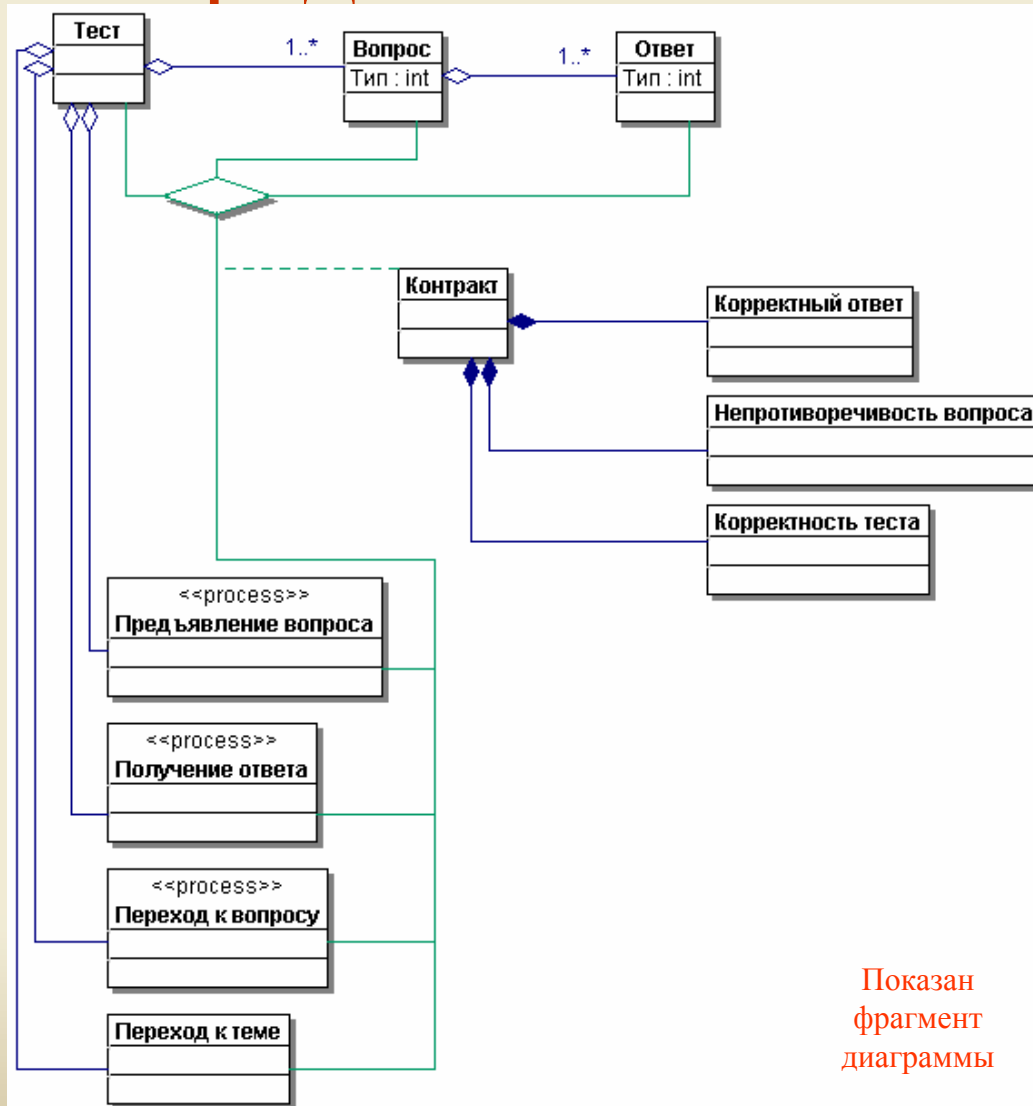 Тест
1..*
Вопрос
Тип : int
1..*
Ответ
Тип : int
Контракт
Корректный ответ
Непротиворечивость вопроса
Корректность теста
<<process>>
Предъявление вопроса
<<process>>
Получение ответа
<<process>>
Переход к вопросу
Переход к теме
Показан
фрагмент
диаграммы